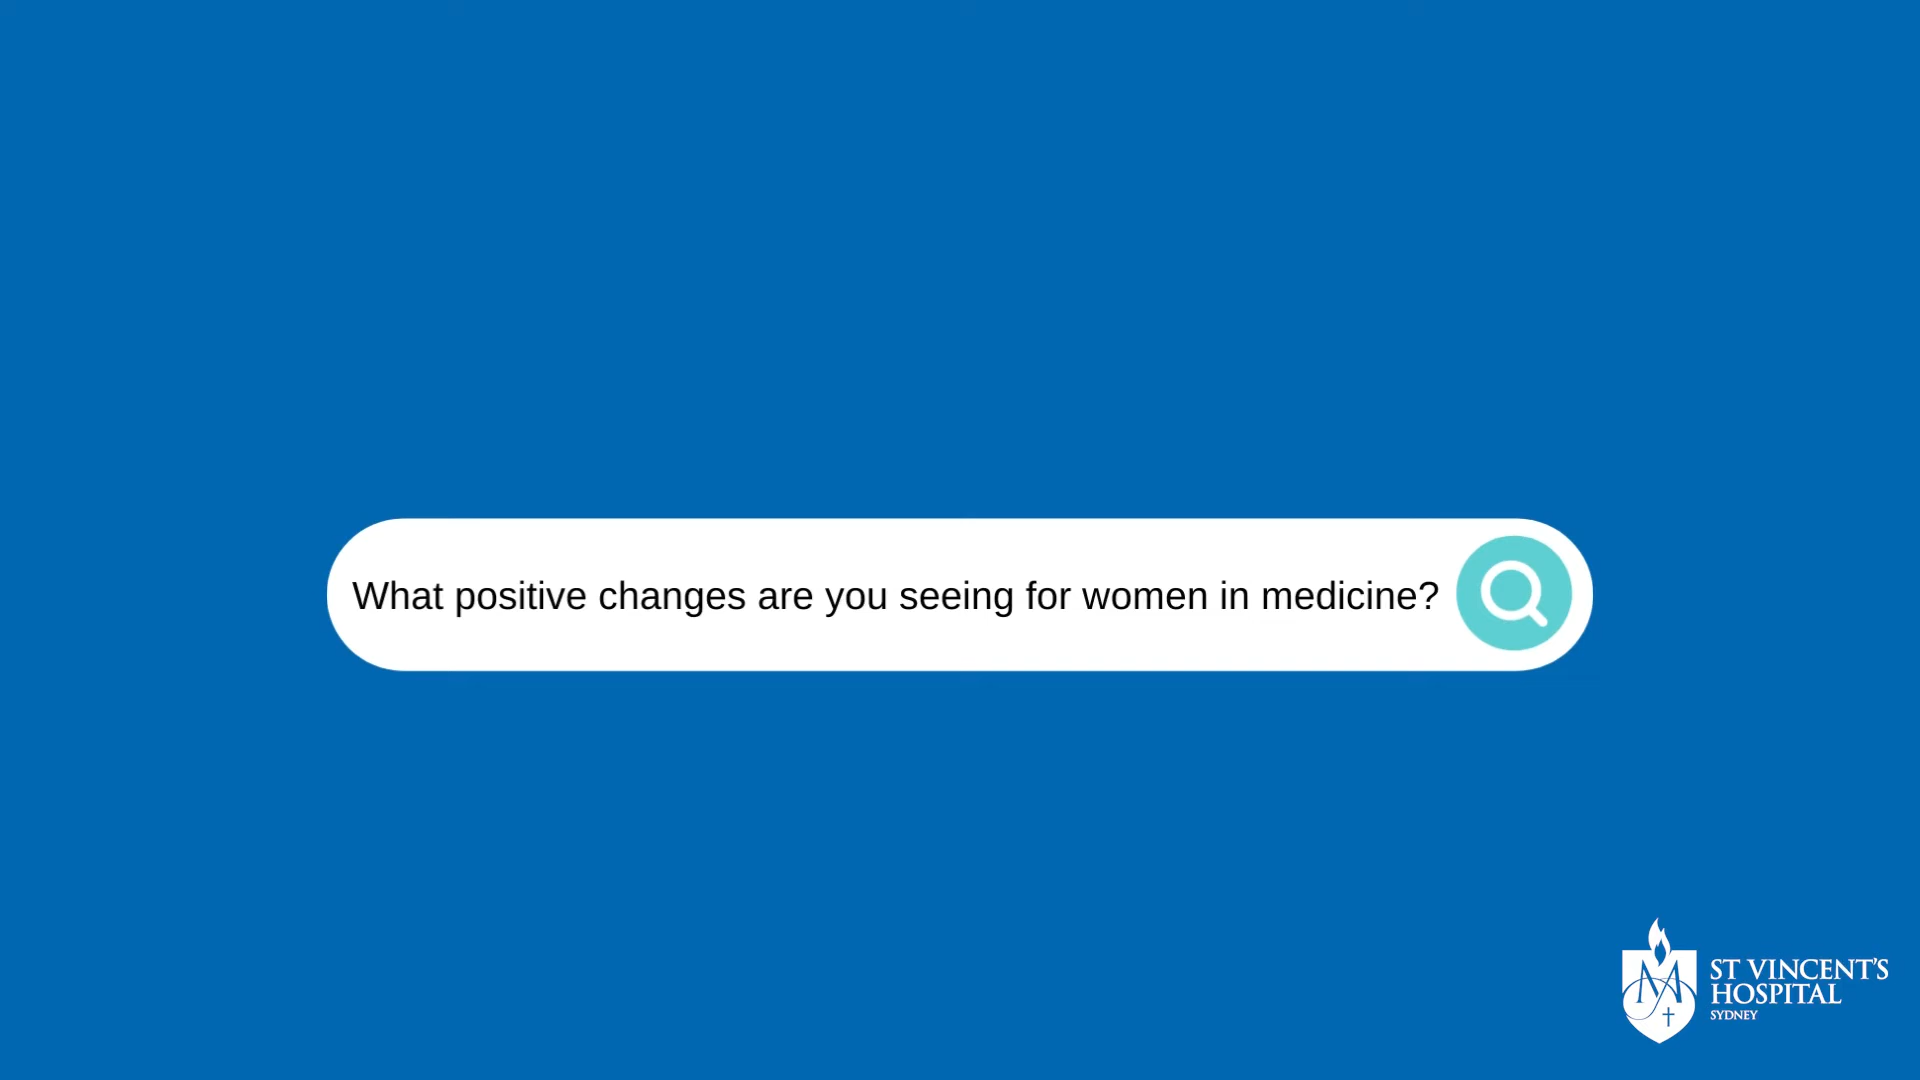 What positive changes are you seeing for women in medicine?
ST VINCENT'S
HOSPITAL
SYDNEY